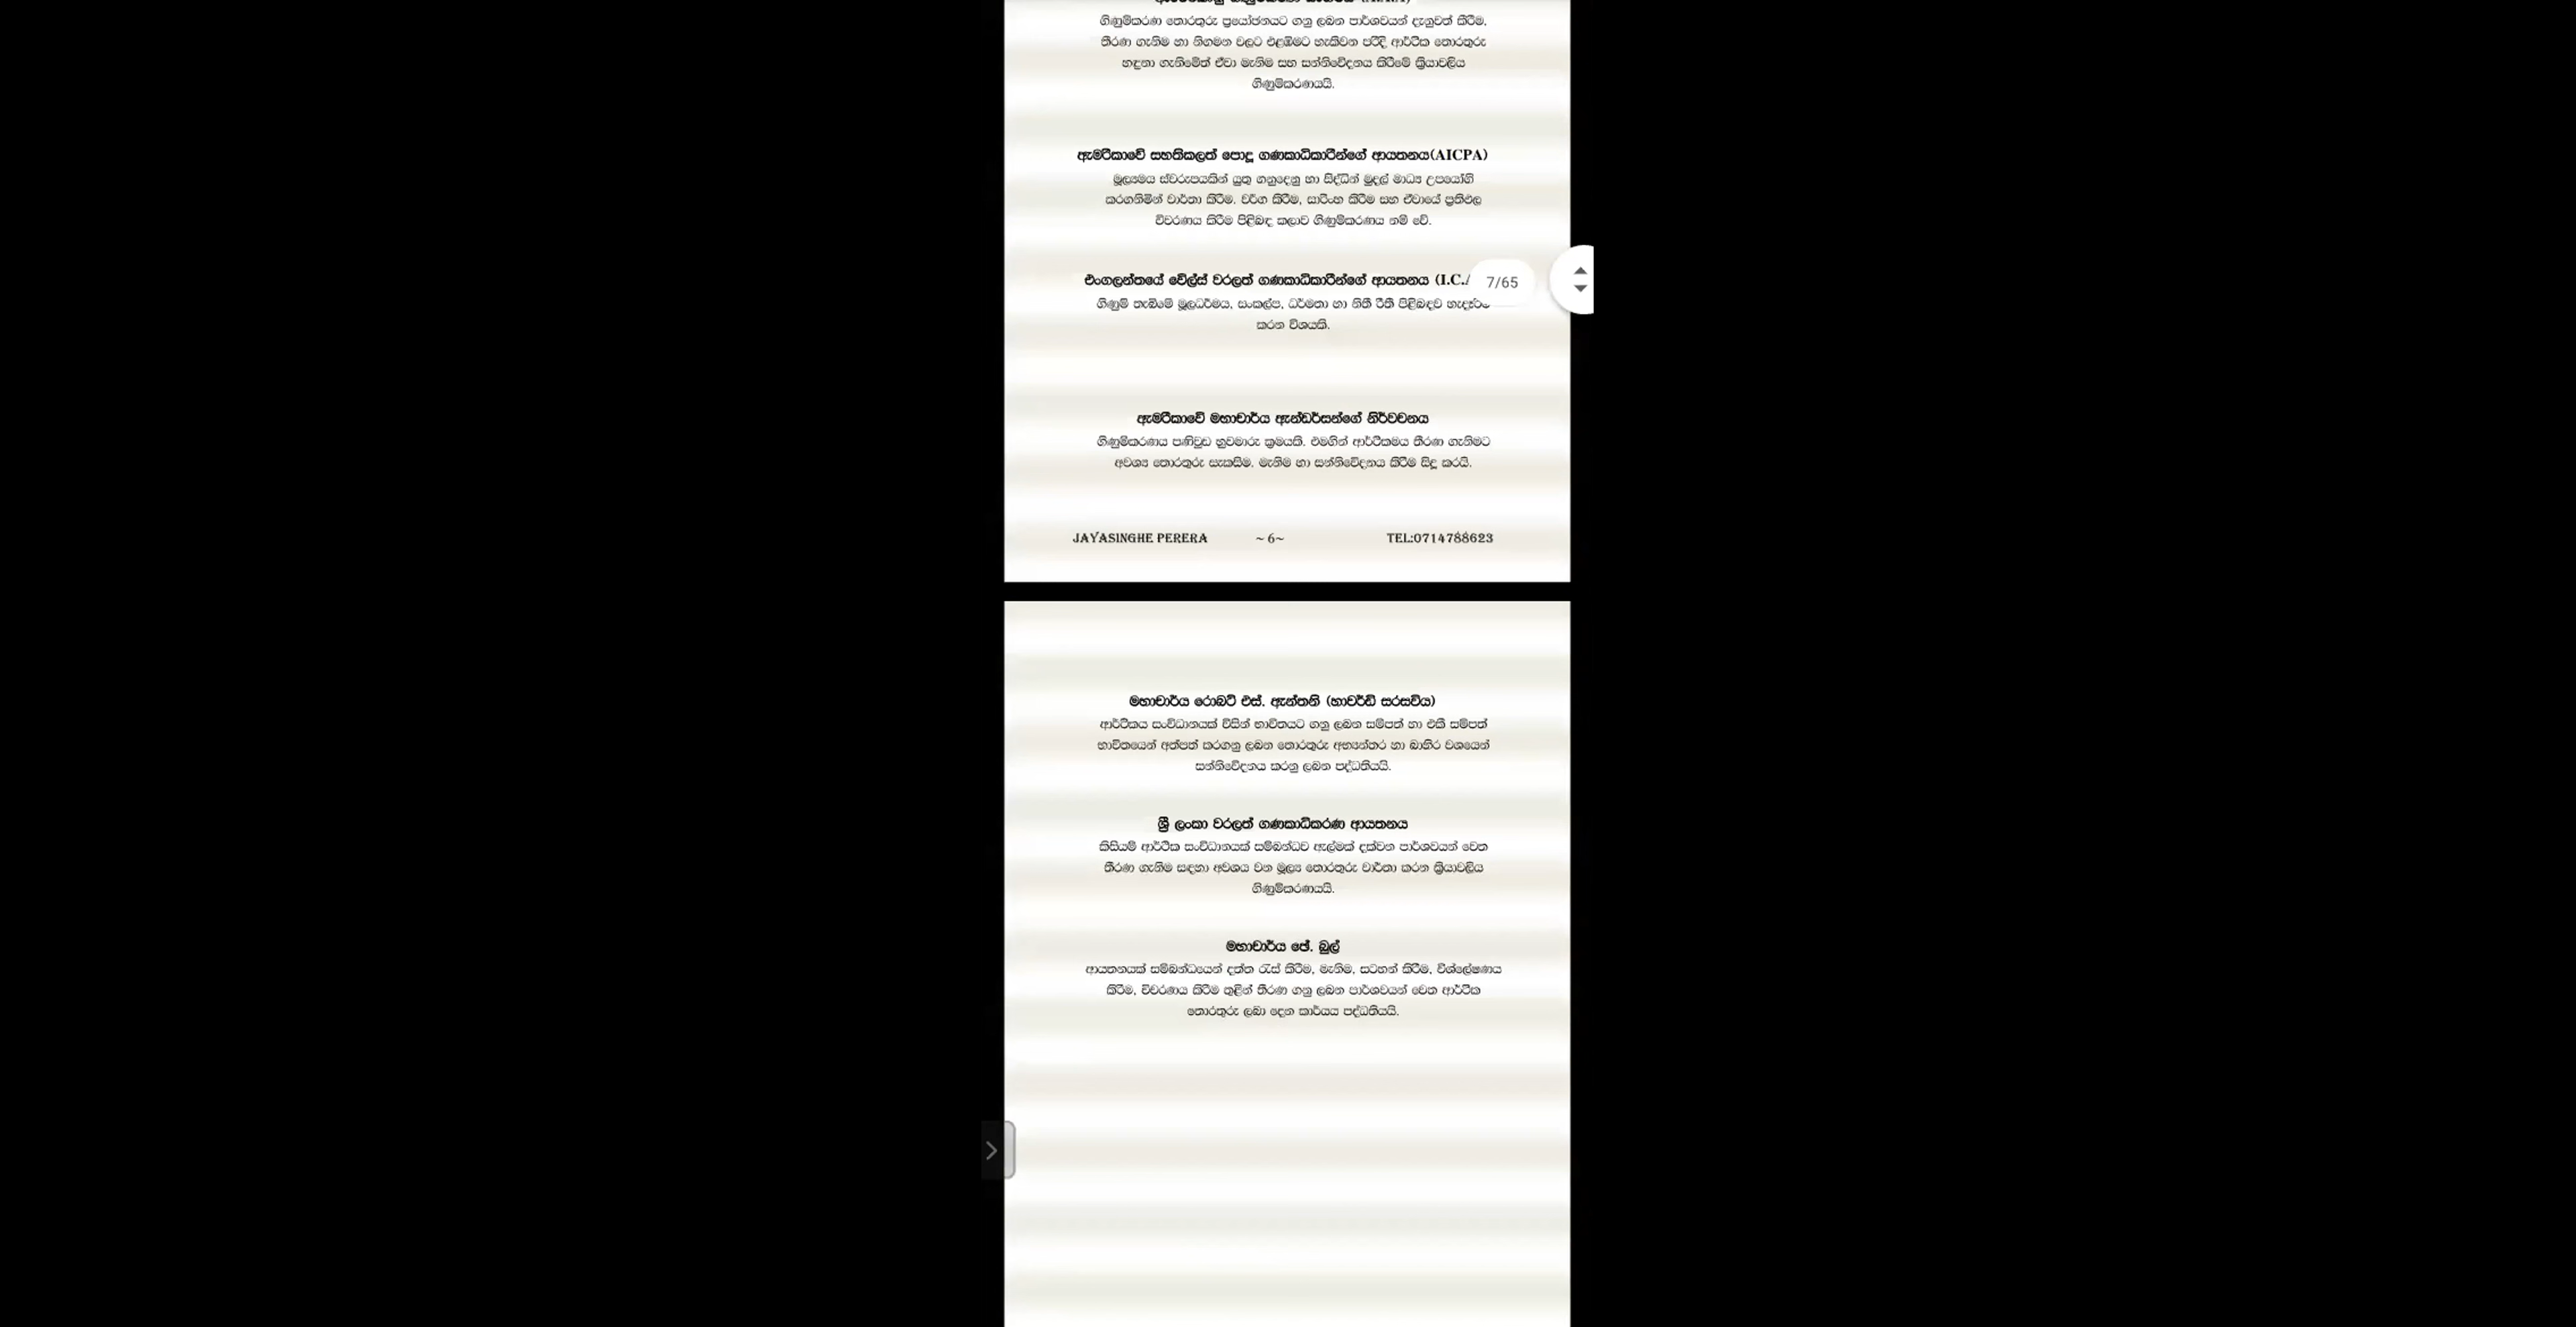 ගිණුම්කරණ තොරතුරු ප්‍රයෝජනයට ගනු ලබන පාර්ශවයන් දැනුවත් කිරීම,
තීරණ ගැනීම හා නිගමන වලට එළඹීමට හැකිවන පරිදි ආර්ථික තොරතුරු
හඳුනා ගැනීමේත් ඒවා මැනීම සහ සන්නිවේදනය කිරීමේ ක්‍රියාවලිය
ගිණුම්කරණයයි.
ඇමරිකාවේ සහතිකලත් පොදු ගණකාධිකාරීන්ගේ ආයතනය(AICPA)
මූල්‍යමය ස්වරූපයකින් යුතු ගනුදෙනු හා සිද්ධීන් මුදල් මාධ්‍ය උපයෝගී
කරගනිමින් වාර්තා කිරීම. වර්ග කිරීම, සාරාංශ කිරීම සහ ඒවායේ ප්‍රතිඵල
විවරණය කිරීම පිළිබඳ කලාව ගිණුම්කරණය නම් වේ.
එංගලන්තයේ වේල්ස් වරලත් ගණකාධිකාරීන්ගේ ආයතනය (I.C.
7/65
ගිණුම් තැබීමේ මූලධර්මය, සංකල්ප, ධර්මතා හා නීති රීති පිළිබඳව
කරන විශයකි.
ඇමරිකාවේ මහාචාර්ය ඇන්ඩර්සන්ගේ නිර්වචනය
ගිණුම්කරණය පණිවුඩ හුවමාරු ක්‍රමයකි. එමගින් ආර්ථිකමය තීරණ ගැනීමට
අවශ්‍ය තොරතුරු සැකසීම. මැනීම හා සන්නිවේදනය කිරීම සිදු කරයි.
JAYASINGHE PERERA ~ 6~ TEL:0714788623
මහාචාර්ය රොබට් එස්. ඇන්තනි (හාවර්ඩ් සරසවිය)
ආර්ථිකය සංවිධානයක් විසින් භාවිතයට ගනු ලබන සම්පත් හා එකී සම්පත්
භාවිතයෙන් අත්පත් කරගනු ලබන තොරතුරු අභ්‍යන්තර හා බාහිර වශයෙන්
සන්නිවේදනය කරනු ලබන පද්ධතියයි.
ශ්‍රී ලංකා වරලත් ගණකාධිකරණ ආයතනය
කිසියම් ආර්ථික සංවිධානයක් සම්බන්ධව ඇල්මක් දක්වන පාර්ශවයන් වෙත
තීරණ ගැනීම සඳහා අවශය වන මූල්‍ය තොරතුරු වාර්තා කරන ක්‍රියාවලිය
ගිණුම්කරණයයි.
මහාචාර්ය ජේ. බුල්
ආයතනයක් සම්බන්ධයෙන් දත්ත රැස් කිරීම, මැනීම, සටහන් කිරීම, විශ්ලේෂණය
කිරීම, විවරණය කිරීම තුළින් තීරණ ගනු ලබන පාර්ශවයන් වෙත ආර්ථික
තොරතුරු ලබා දෙන කාර්යය පද්ධතියයි.